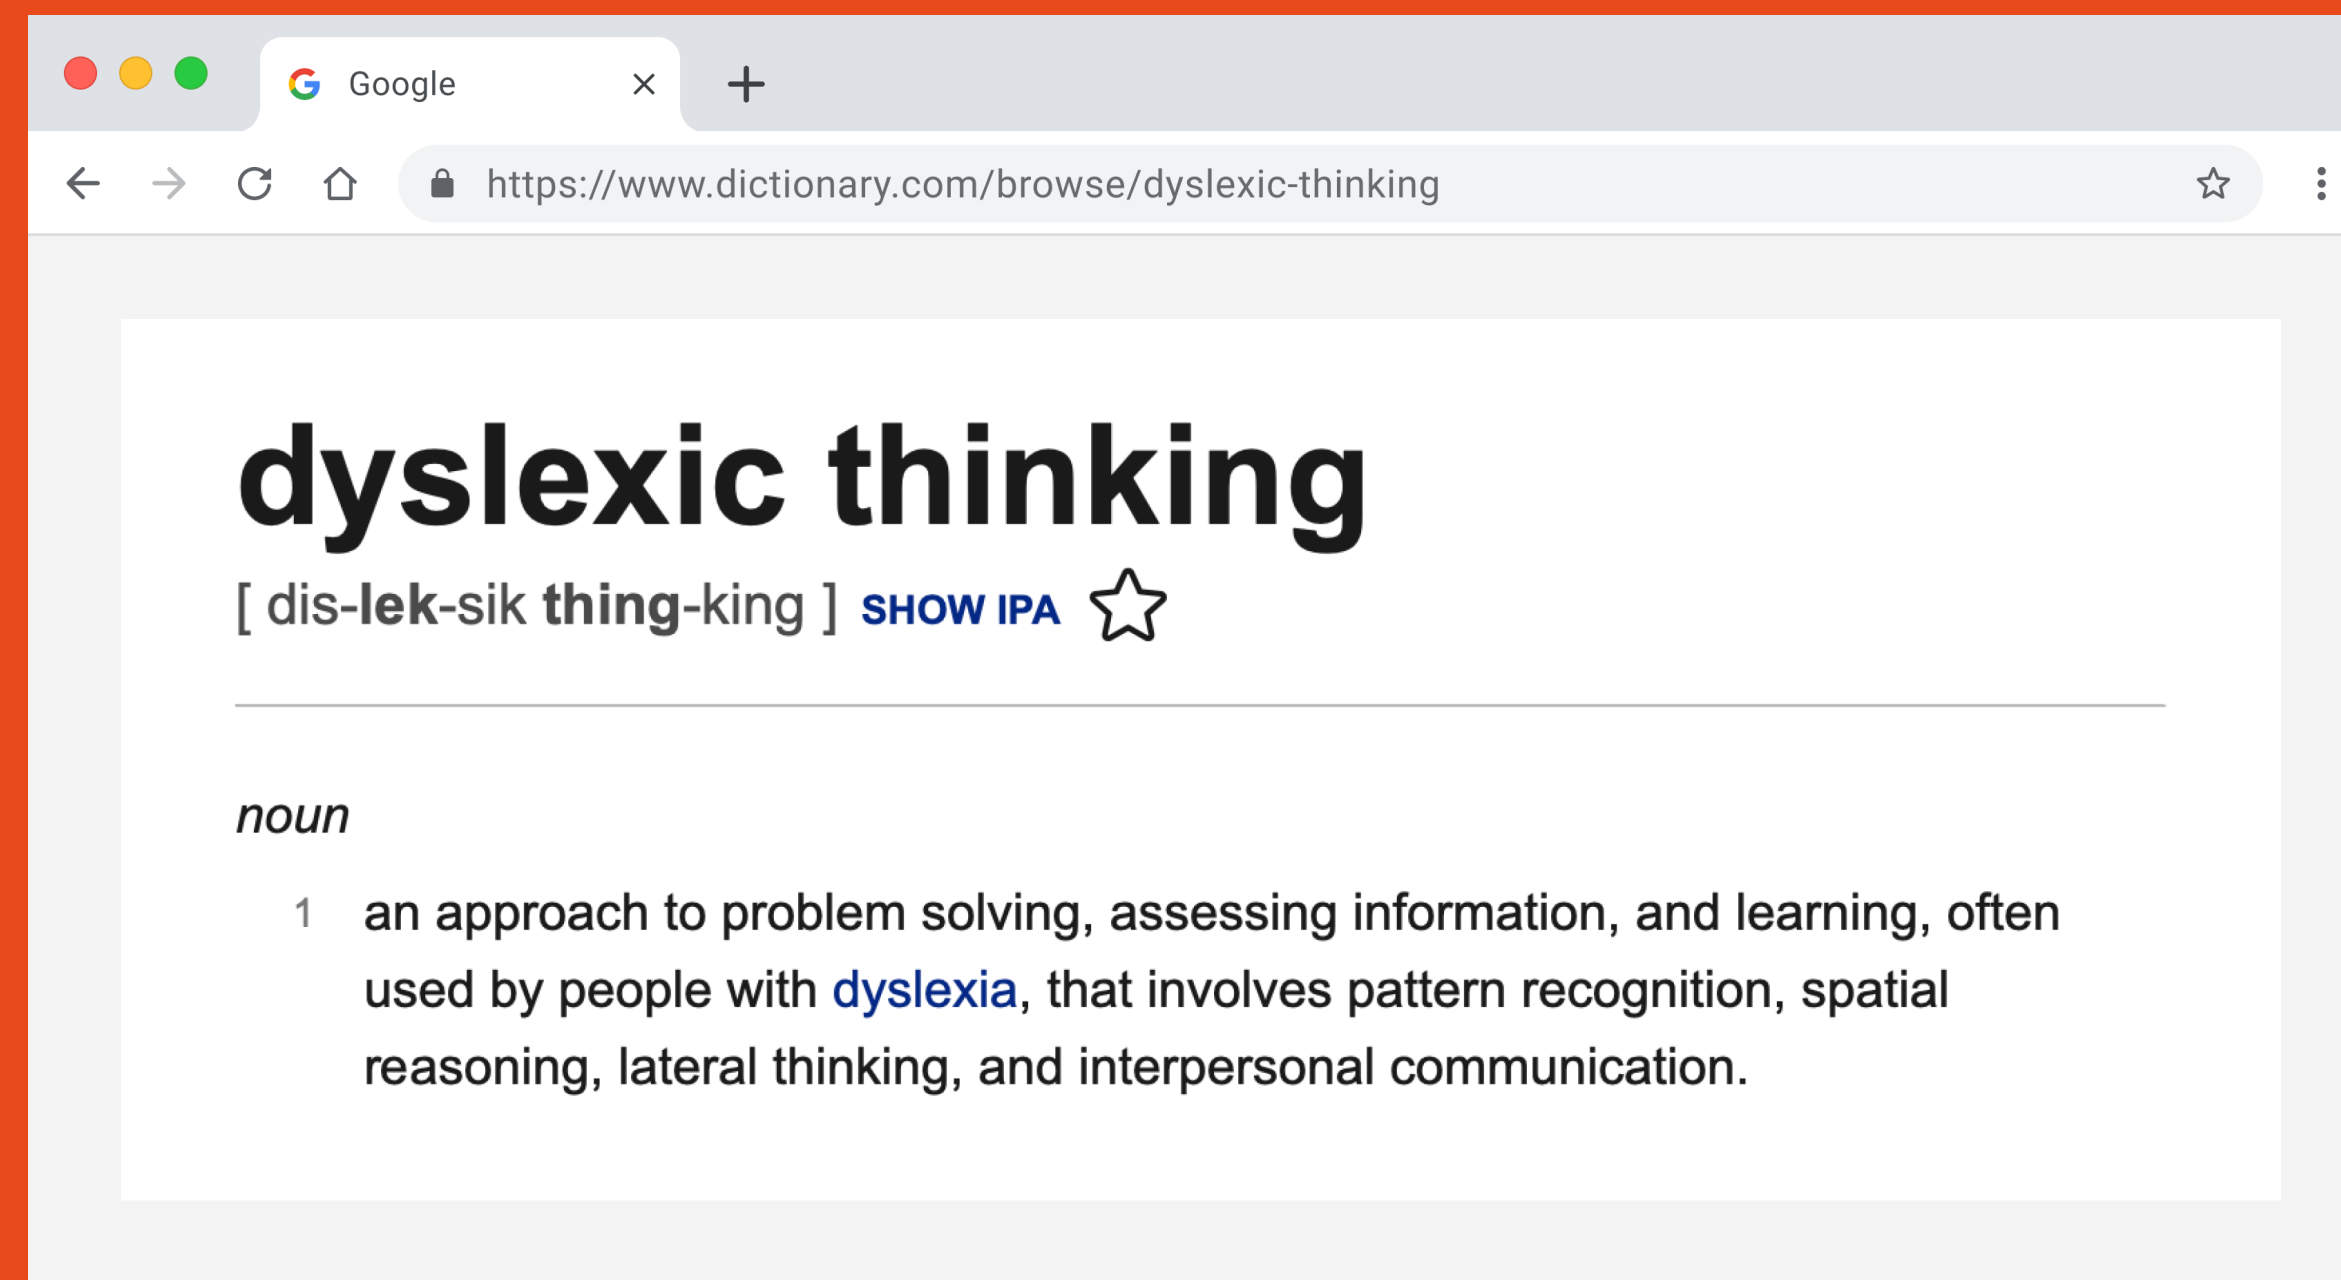 Google
https://www.dictionary.com/browse/dyslexic-thinking
dyslexic thinking
[ dis-lek-sik thing-king ] SHOW IPA
noun
1 an approach to problem solving, assessing information, and learning, often
used by people with dyslexia, that involves pattern recognition, spatial
reasoning, lateral thinking, and interpersonal communication.